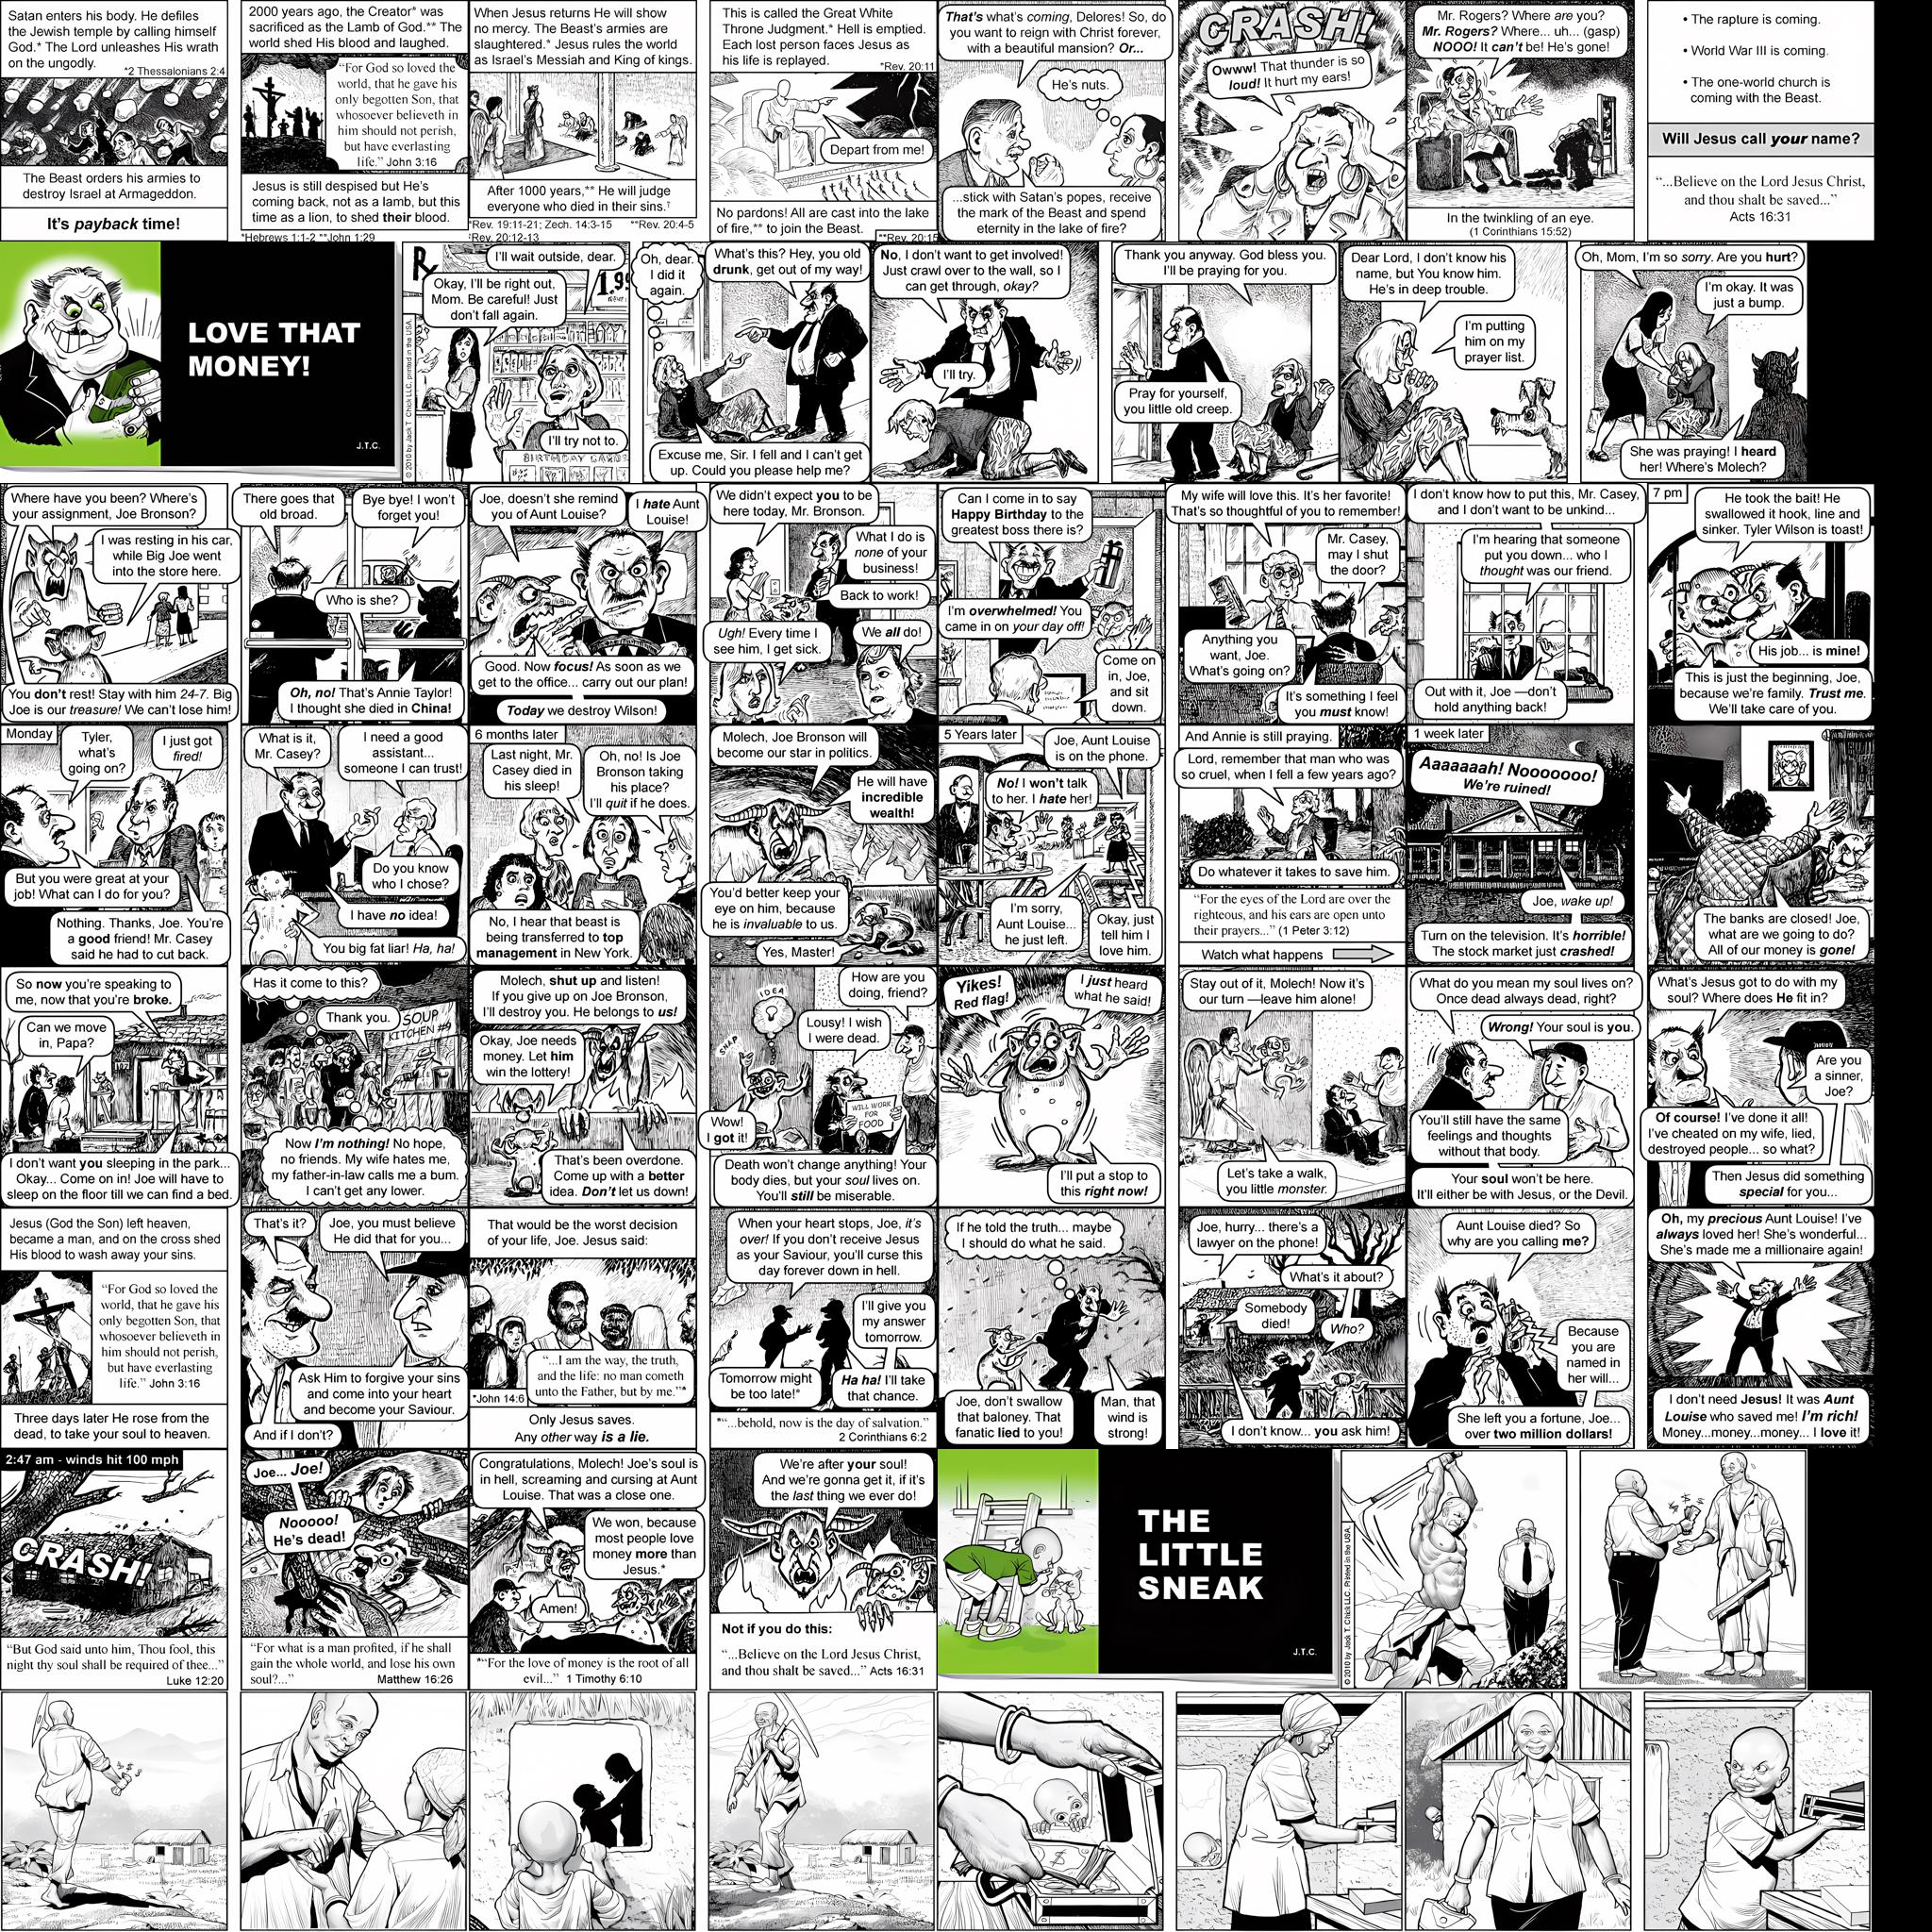 Satan enters his body. He defiles
the Jewish temple by calling himself
God.* The Lord unleashes His wrath
on the ungodly.
*2 Thessalonians 2:4
The Beast orders his armies to
destroy Israel at Armageddon.
It's payback time!
2000 years ago, the Creator* was
sacrificed as the Lamb of God.** The
world shed His blood and laughed.
“For God so loved the
world, that he gave his
only begotten Son, that
whosoever believeth in
him should not perish,
but have everlasting
life.” John 3:16
Jesus is still despised but He's
coming back, not as a lamb, but this
time as a lion, to shed their blood.
*Hebrews 1:1-2 **John 1:29
When Jesus returns He will show
no mercy. The Beast's armies are
slaughtered.* Jesus rules the world
as Israel's Messiah and King of kings.
After 1000 years,** He will judge
everyone who died in their sins.†
*Rev. 19:11-21; Zech. 14:3-15 **Rev. 20:4-5
†Rev. 20:12-13
This is called the Great White
Throne Judgment.* Hell is emptied.
Each lost person faces Jesus as
his life is replayed.
*Rev. 20:11
Depart from me!
No pardons! All are cast into the lake
of fire,** to join the Beast.
**Rev. 20:15
That's what's coming, Delores! So, do
you want to reign with Christ forever,
with a beautiful mansion? Or...
He's nuts.
...stick with Satan's popes, receive
the mark of the Beast and spend
eternity in the lake of fire?
CRASH!
Owww! That thunder is so
loud! It hurt my ears!
Mr. Rogers? Where are you?
Mr. Rogers? Where... uh... (gasp)
NOOO! It can't be! He's gone!
In the twinkling of an eye.
(1 Corinthians 15:52)
• The rapture is coming.
• World War III is coming.
• The one-world church is
coming with the Beast.
Will Jesus call your name?
“...Believe on the Lord Jesus Christ,
and thou shalt be saved...”
Acts 16:31
LOVE THAT
MONEY!
J.T.C.
© 2010 by Jack T. Chick LLC. printed in the USA.
I'll wait outside, dear.
Okay, I'll be right out,
Mom. Be careful! Just
don't fall again.
1.99
I'll try not to.
BIRTHDAY CARDS
Oh, dear.
I did it
again.
What's this? Hey, you old
drunk, get out of my way!
Excuse me, Sir. I fell and I can't get
up. Could you please help me?
No, I don't want to get involved!
Just crawl over to the wall, so I
can get through, okay?
I'll try.
Thank you anyway. God bless you.
I'll be praying for you.
Pray for yourself,
you little old creep.
Dear Lord, I don't know his
name, but You know him.
He's in deep trouble.
I'm putting
him on my
prayer list.
Oh, Mom, I'm so sorry. Are you hurt?
I'm okay. It was
just a bump.
She was praying! I heard
her! Where's Molech?
Where have you been? Where's
your assignment, Joe Bronson?
I was resting in his car,
while Big Joe went
into the store here.
You don't rest! Stay with him 24-7. Big
Joe is our treasure! We can't lose him!
There goes that
old broad.
Bye bye! I won't
forget you!
Who is she?
Oh, no! That's Annie Taylor!
I thought she died in China!
Joe, doesn't she remind
you of Aunt Louise?
I hate Aunt
Louise!
Good. Now focus! As soon as we
get to the office... carry out our plan!
Today we destroy Wilson!
We didn't expect you to be
here today, Mr. Bronson.
What I do is
none of your
business!
Back to work!
Ugh! Every time I
see him, I get sick.
We all do!
Can I come in to say
Happy Birthday to the
greatest boss there is?
I'm overwhelmed! You
came in on your day off!
Come on
in, Joe,
and sit
down.
My wife will love this. It's her favorite!
That's so thoughtful of you to remember!
Mr. Casey,
may I shut
the door?
Anything you
want, Joe.
What's going on?
It's something I feel
you must know!
I don't know how to put this, Mr. Casey,
and I don't want to be unkind...
I'm hearing that someone
put you down... who I
thought was our friend.
Out with it, Joe —don't
hold anything back!
7 pm
He took the bait! He
swallowed it hook, line and
sinker. Tyler Wilson is toast!
His job... is mine!
This is just the beginning, Joe,
because we're family. Trust me.
We'll take care of you.
Monday
Tyler,
what's
going on?
I just got
fired!
But you were great at your
job! What can I do for you?
Nothing. Thanks, Joe. You're
a good friend! Mr. Casey
said he had to cut back.
What is it,
Mr. Casey?
I need a good
assistant...
someone I can trust!
Do you know
who I chose?
I have no idea!
You big fat liar! Ha, ha!
6 months later
Last night, Mr.
Casey died in
his sleep!
Oh, no! Is Joe
Bronson taking
his place?
I'll quit if he does.
No, I hear that beast is
being transferred to top
management in New York.
Molech, Joe Bronson will
become our star in politics.
He will have
incredible
wealth!
You'd better keep your
eye on him, because
he is invaluable to us.
Yes, Master!
5 Years later
Joe, Aunt Louise
is on the phone.
No! I won't talk
to her. I hate her!
I'm sorry,
Aunt Louise...
he just left.
Okay, just
tell him I
love him.
And Annie is still praying.
Lord, remember that man who was
so cruel, when I fell a few years ago?
Do whatever it takes to save him.
“For the eyes of the Lord are over the
righteous, and his ears are open unto
their prayers...” (1 Peter 3:12)
Watch what happens
1 week later
Aaaaaaah! Nooooooo!
We're ruined!
Joe, wake up!
Turn on the television. It's horrible!
The stock market just crashed!
The banks are closed! Joe,
what are we going to do?
All of our money is gone!
So now you're speaking to
me, now that you're broke.
Can we move
in, Papa?
102
I don't want you sleeping in the park...
Okay... Come on in! Joe will have to
sleep on the floor till we can find a bed.
Has it come to this?
Thank you.
SOUP
KITCHEN #9
Now I'm nothing! No hope,
no friends. My wife hates me,
my father-in-law calls me a bum.
I can't get any lower.
Molech, shut up and listen!
If you give up on Joe Bronson,
I'll destroy you. He belongs to us!
Okay, Joe needs
money. Let him
win the lottery!
That's been overdone.
Come up with a better
idea. Don't let us down!
How are you
doing, friend?
IDEA
Lousy! I wish
I were dead.
SNAP
WILL WORK
FOR
FOOD
Wow!
I got it!
Death won't change anything! Your
body dies, but your soul lives on.
You'll still be miserable.
Yikes!
Red flag!
I just heard
what he said!
I'll put a stop to
this right now!
Stay out of it, Molech! Now it's
our turn —leave him alone!
Let's take a walk,
you little monster.
What do you mean my soul lives on?
Once dead always dead, right?
Wrong! Your soul is you.
You'll still have the same
feelings and thoughts
without that body.
Your soul won't be here.
It'll either be with Jesus, or the Devil.
What's Jesus got to do with my
soul? Where does He fit in?
Are you
a sinner,
Joe?
Of course! I've done it all!
I've cheated on my wife, lied,
destroyed people... so what?
Then Jesus did something
special for you...
Jesus (God the Son) left heaven,
became a man, and on the cross shed
His blood to wash away your sins.
“For God so loved the
world, that he gave his
only begotten Son, that
whosoever believeth in
him should not perish,
but have everlasting
life.” John 3:16
Three days later He rose from the
dead, to take your soul to heaven.
That's it?
Joe, you must believe
He did that for you...
Ask Him to forgive your sins
and come into your heart
and become your Saviour.
And if I don't?
That would be the worst decision
of your life, Joe. Jesus said:
“...I am the way, the truth,
and the life: no man cometh
unto the Father, but by me.”*
*John 14:6
Only Jesus saves.
Any other way is a lie.
When your heart stops, Joe, it's
over! If you don't receive Jesus
as your Saviour, you'll curse this
day forever down in hell.
I'll give you
my answer
tomorrow.
Tomorrow might
be too late!*
Ha ha! I'll take
that chance.
*“...behold, now is the day of salvation.”
2 Corinthians 6:2
If he told the truth... maybe
I should do what he said.
Joe, don't swallow
that baloney. That
fanatic lied to you!
Man, that
wind is
strong!
Joe, hurry... there's a
lawyer on the phone!
What's it about?
Somebody
died!
Who?
I don't know... you ask him!
Aunt Louise died? So
why are you calling me?
Because
you are
named in
her will...
She left you a fortune, Joe...
over two million dollars!
Oh, my precious Aunt Louise! I've
always loved her! She's wonderful...
She's made me a millionaire again!
I don't need Jesus! It was Aunt
Louise who saved me! I'm rich!
Money...money...money... I love it!
2:47 am - winds hit 100 mph
CRASH!
“But God said unto him, Thou fool, this
night thy soul shall be required of thee...”
Luke 12:20
Joe... Joe!
Nooooo!
He's dead!
“For what is a man profited, if he shall
gain the whole world, and lose his own
soul?...”
Matthew 16:26
Congratulations, Molech! Joe's soul is
in hell, screaming and cursing at Aunt
Louise. That was a close one.
We won, because
most people love
money more than
Jesus.*
Amen!
*“For the love of money is the root of all
evil...” 1 Timothy 6:10
We're after your soul!
And we're gonna get it, if it's
the last thing we ever do!
Not if you do this:
“...Believe on the Lord Jesus Christ,
and thou shalt be saved...” Acts 16:31
THE
LITTLE
SNEAK
J.T.C.
© 2010 by Jack T. Chick LLC. Printed in the USA.